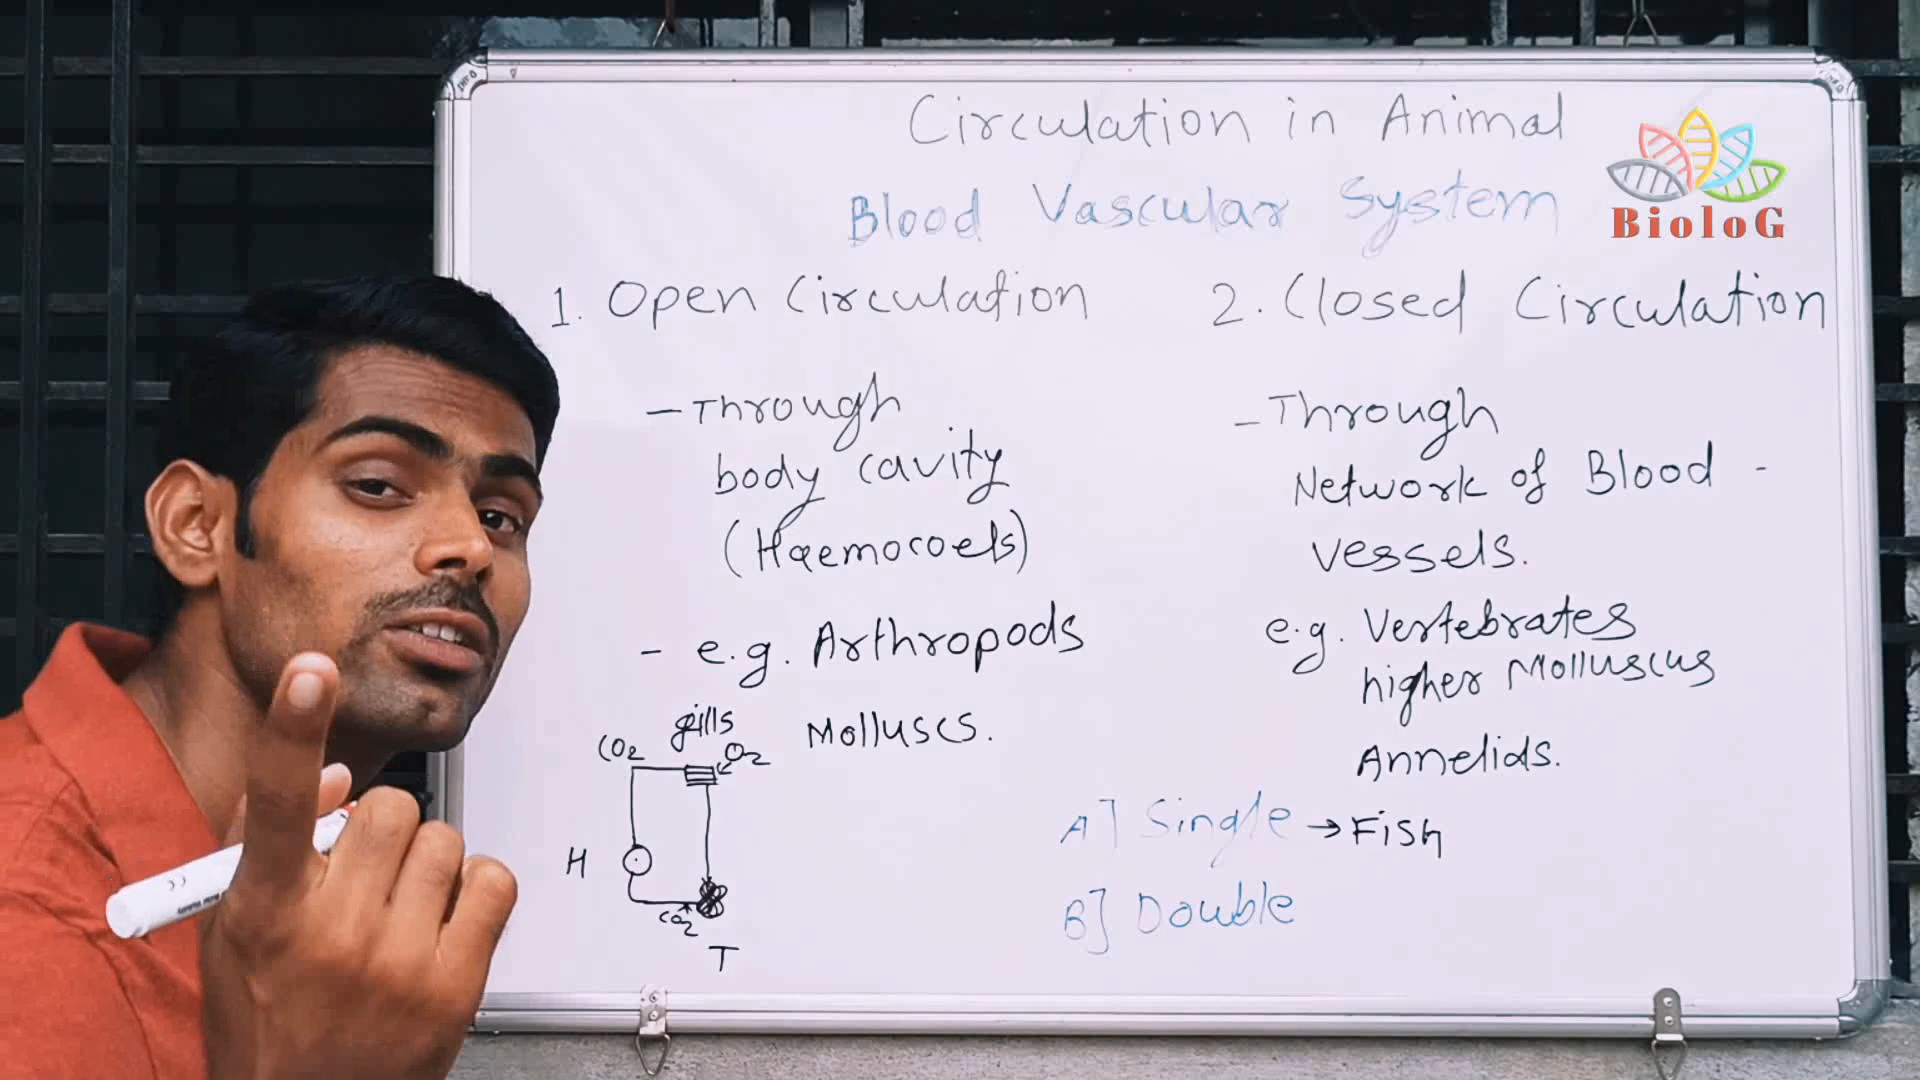 Circulation in Animal
Blood Vascular System
BioloG
1. Open Circulation
- Through
body cavity
(Haemocoels)
- e.g. Arthropods
Molluscs.
2. Closed Circulation
- Through
Network of Blood -
vessels.
e.g. Vertebrates
higher Molluscus
Annelids.
A] Single → Fish
B] Double
gills
CO2
O2
H
CO2
T